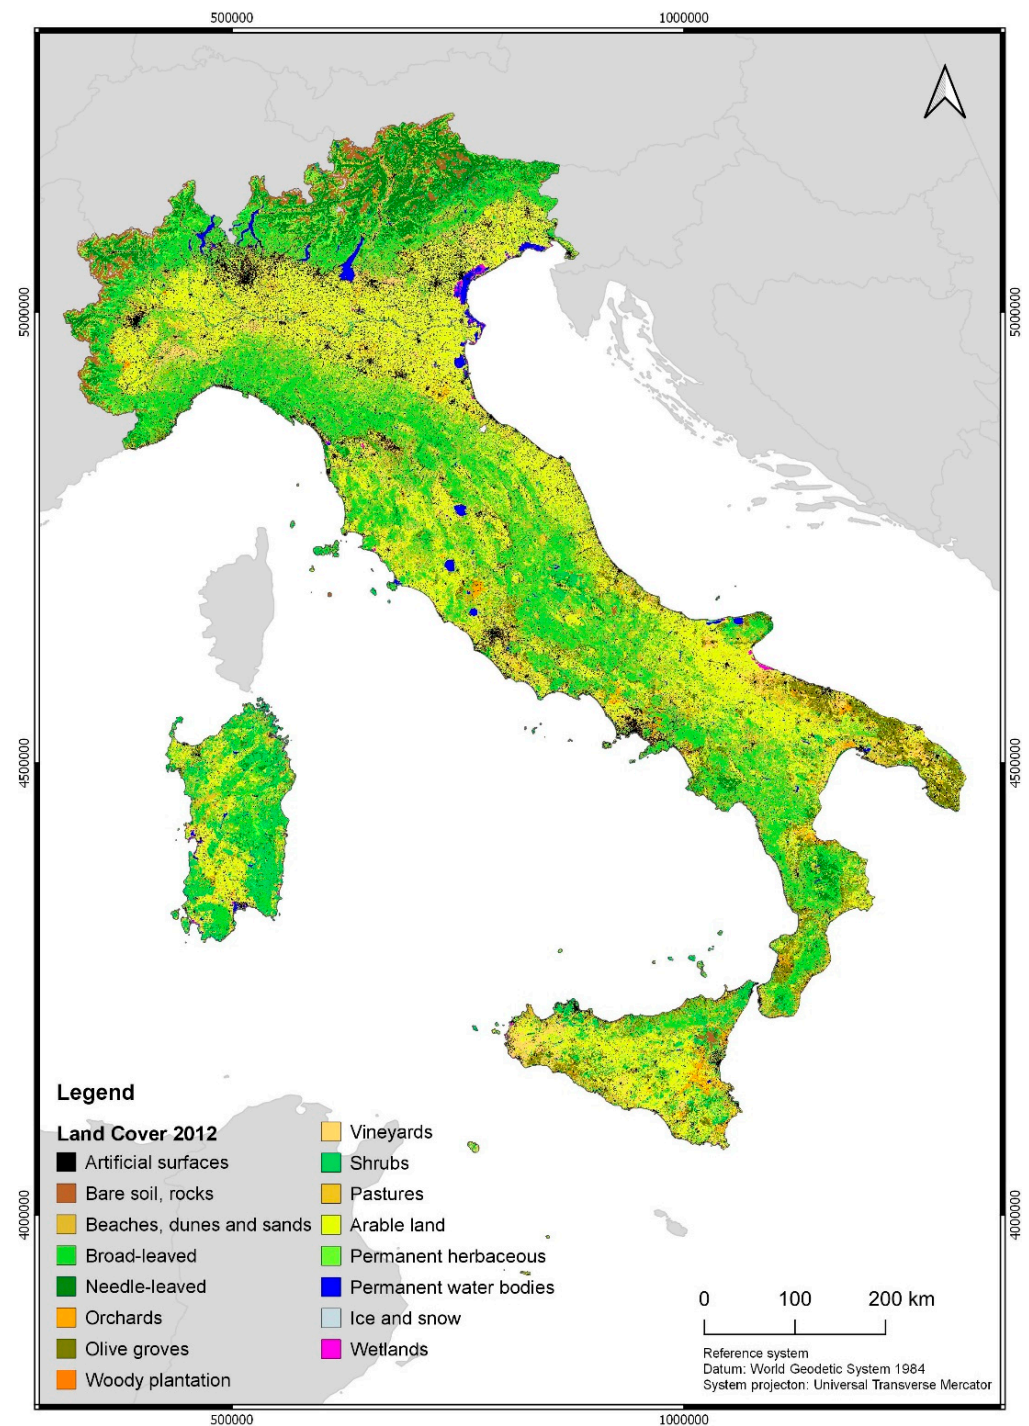 500000
1000000
5000000
5000000
4500000
4500000
4000000
4000000
Legend
Land Cover 2012
Artificial surfaces
Bare soil, rocks
Beaches, dunes and sands
Broad-leaved
Needle-leaved
Orchards
Olive groves
Woody plantation
Vineyards
Shrubs
Pastures
Arable land
Permanent herbaceous
Permanent water bodies
Ice and snow
Wetlands
0 100 200 km
Reference system
Datum: World Geodetic System 1984
System projecton: Universal Transverse Mercator
500000
1000000